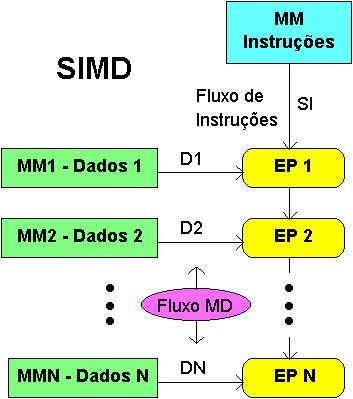 MM
Instruções
SIMD
Fluxo de
Instruções
SI
MM1 - Dados 1
D1
EP 1
MM2 - Dados 2
D2
EP 2
Fluxo MD
MMN - Dados N
DN
EP N